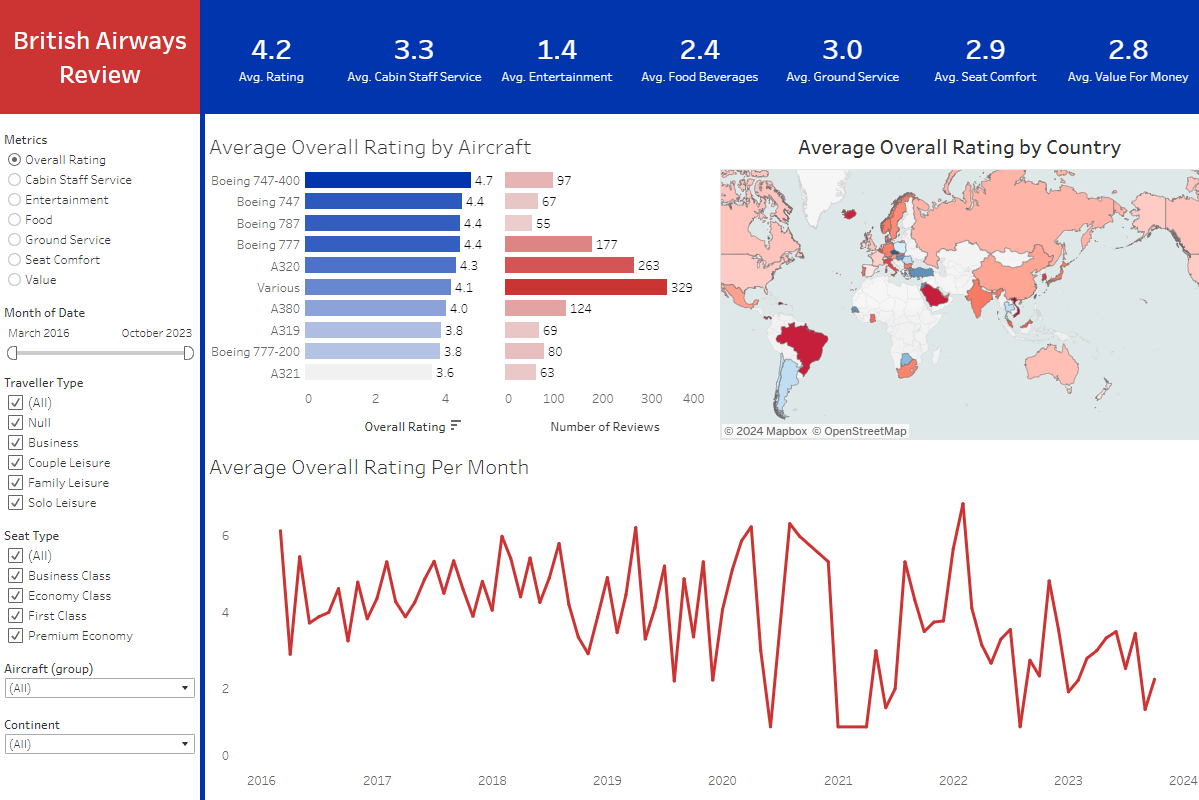 British Airways
Review
4.2
Avg. Rating
3.3
Avg. Cabin Staff Service
1.4
Avg. Entertainment
2.4
Avg. Food Beverages
3.0
Avg. Ground Service
2.9
Avg. Seat Comfort
2.8
Avg. Value For Money
Metrics
Overall Rating
Cabin Staff Service
Entertainment
Food
Ground Service
Seat Comfort
Value
Month of Date
March 2016 October 2023
Traveller Type
(All)
Null
Business
Couple Leisure
Family Leisure
Solo Leisure
Seat Type
(All)
Business Class
Economy Class
First Class
Premium Economy
Aircraft (group)
(All)
Continent
(All)
Average Overall Rating by Aircraft
Boeing 747-400 4.7 97
Boeing 747 4.4 67
Boeing 787 4.4 55
Boeing 777 4.4 177
A320 4.3 263
Various 4.1 329
A380 4.0 124
A319 3.8 69
Boeing 777-200 3.8 80
A321 3.6 63
0 2 4 0 100 200 300 400
Overall Rating Number of Reviews
Average Overall Rating by Country
© 2024 Mapbox © OpenStreetMap
Average Overall Rating Per Month
6
4
2
0
2016 2017 2018 2019 2020 2021 2022 2023 2024